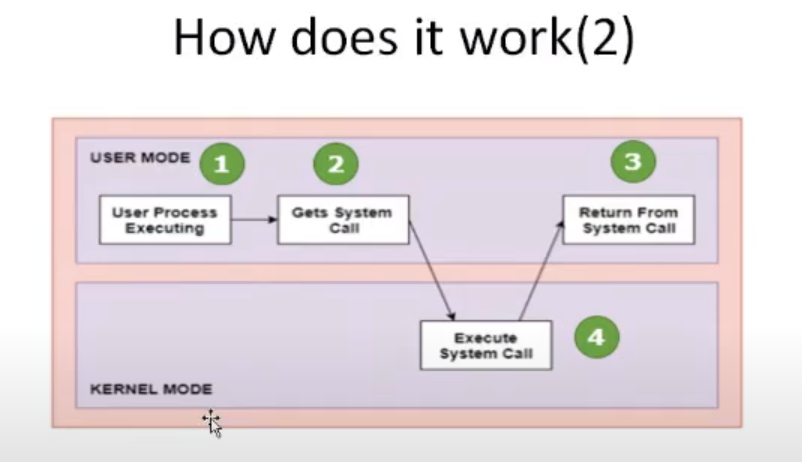 How does it work(2)
USER MODE
1
2
3
User Process
Executing
Gets System
Call
Return From
System Call
Execute
System Call
4
KERNEL MODE